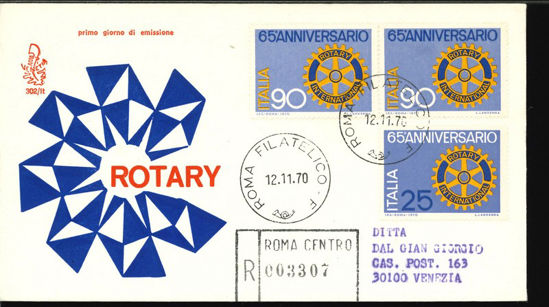 primo giorno di emissione
302/It
ROTARY
65°ANNIVERSARIO
ITALIA
90
ROTARY
INTERNATIONAL
65°ANNIVERSARIO
ITALIA
90
ROTARY
INTERNATIONAL
65°ANNIVERSARIO
ITALIA
25
ROTARY
INTERNATIONAL
ROMA FILATELICO-F.
12.11.70
12.11.70
R
ROMA CENTRO
003307
DITTA
DAL GIAN GIORGIO
CAS. POST. 163
30100 VENEZIA